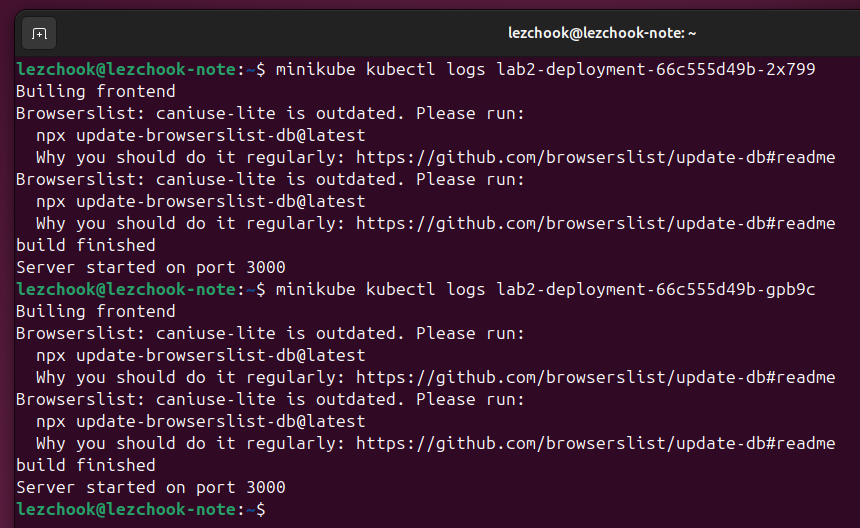 lezchook@lezchook-note: ~
lezchook@lezchook-note:~$ minikube kubectl logs lab2-deployment-66c555d49b-2x799
Builing frontend
Browserslist: caniuse-lite is outdated. Please run:
  npx update-browserslist-db@latest
  Why you should do it regularly: https://github.com/browserslist/update-db#readme
Browserslist: caniuse-lite is outdated. Please run:
  npx update-browserslist-db@latest
  Why you should do it regularly: https://github.com/browserslist/update-db#readme
build finished
Server started on port 3000
lezchook@lezchook-note:~$ minikube kubectl logs lab2-deployment-66c555d49b-gpb9c
Builing frontend
Browserslist: caniuse-lite is outdated. Please run:
  npx update-browserslist-db@latest
  Why you should do it regularly: https://github.com/browserslist/update-db#readme
Browserslist: caniuse-lite is outdated. Please run:
  npx update-browserslist-db@latest
  Why you should do it regularly: https://github.com/browserslist/update-db#readme
build finished
Server started on port 3000
lezchook@lezchook-note:~$